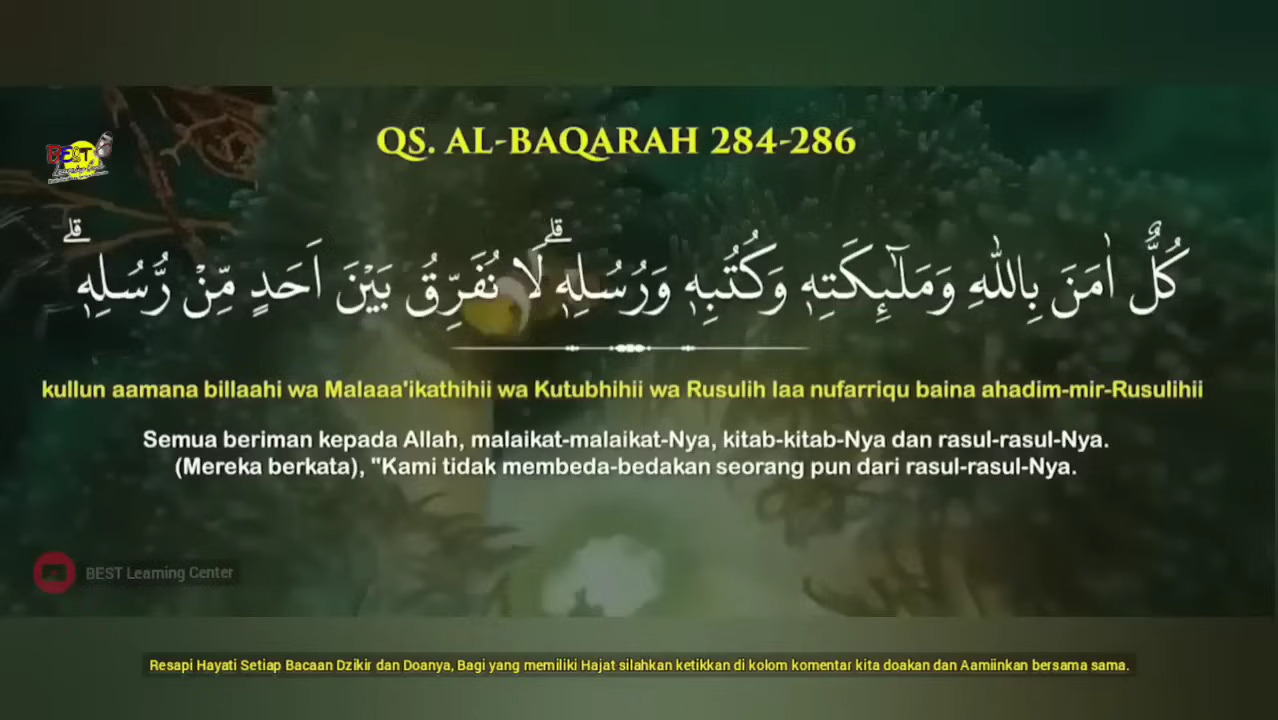 BEST
QS. AL-BAQARAH 284-286
كُلٌّ اٰمَنَ بِاللّٰهِ وَمَلٰۤىِٕكَتِهٖ وَكُتُبِهٖ وَرُسُلِهٖۗ لَا نُفَرِّقُ بَيْنَ اَحَدٍ مِّنْ رُّسُلِهٖۗ
kullun aamana billaahi wa Malaaa'ikathihii wa Kutubhihii wa Rusulih laa nufarriqu baina ahadim-mir-Rusulihii
Semua beriman kepada Allah, malaikat-malaikat-Nya, kitab-kitab-Nya dan rasul-rasul-Nya.
(Mereka berkata), "Kami tidak membeda-bedakan seorang pun dari rasul-rasul-Nya.
BEST Learning Center
Resapi Hayati Setiap Bacaan Dzikir dan Doanya, Bagi yang memiliki Hajat silahkan ketikkan di kolom komentar kita doakan dan Aamiinkan bersama sama.